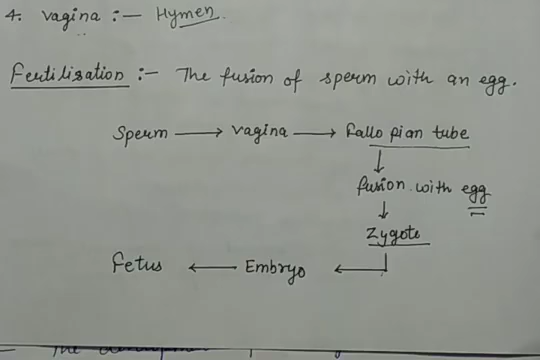 4. Vagina :— Hymen.
Fertilisation :— The fusion of sperm with an egg.
Sperm → vagina → fallopian tube
↓
fusion with egg
↓
Zygote
Fetus ← Embryo ←
— The